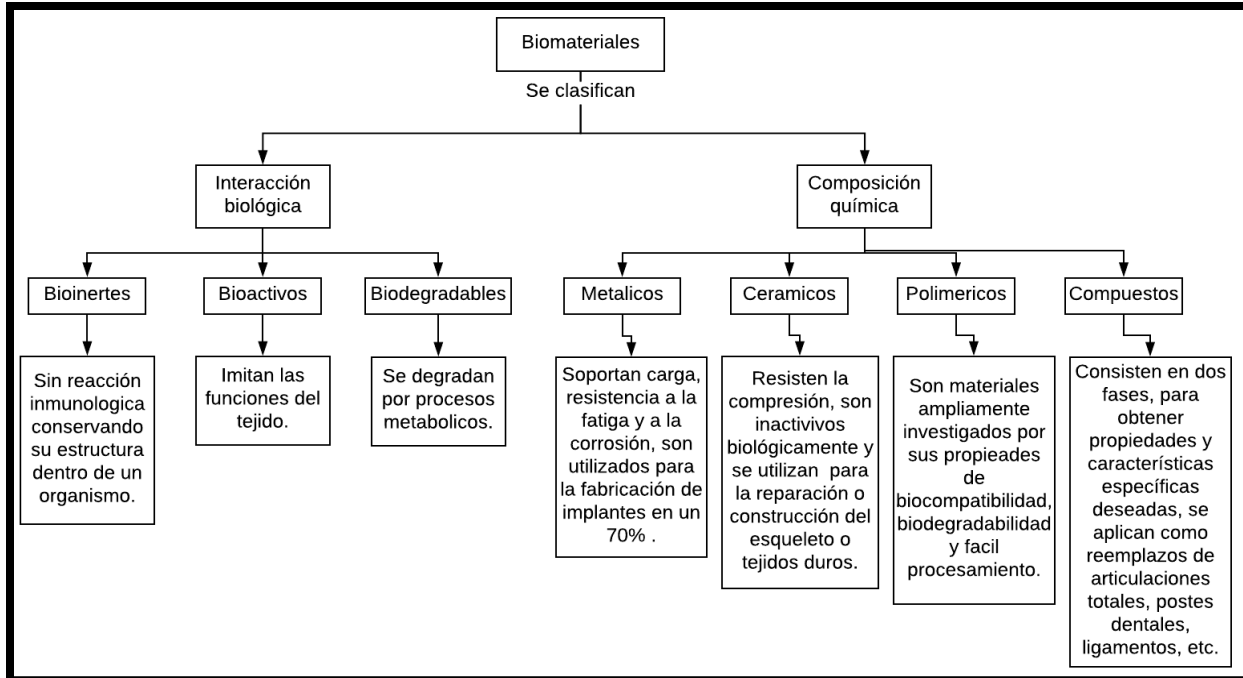 Biomateriales
Se clasifican
Interacción
biológica
Composición
química
Bioinertes
Bioactivos
Biodegradables
Metalicos
Ceramicos
Polimericos
Compuestos
Sin reacción
inmunologica
conservando
su estructura
dentro de un
organismo.
Imitan las
funciones del
tejido.
Se degradan
por procesos
metabolicos.
Soportan carga,
resistencia a la
fatiga y a la
corrosión, son
utilizados para
la fabricación de
implantes en un
70% .
Resisten la
compresión, son
inactivivos
biológicamente y
se utilizan para
la reparación o
construcción del
esqueleto o
tejidos duros.
Son materiales
ampliamente
investigados por
sus propieades
de
biocompatibilidad,
biodegradabilidad
y facil
procesamiento.
Consisten en dos
fases, para
obtener
propiedades y
características
específicas
deseadas, se
aplican como
reemplazos de
articulaciones
totales, postes
dentales,
ligamentos, etc.